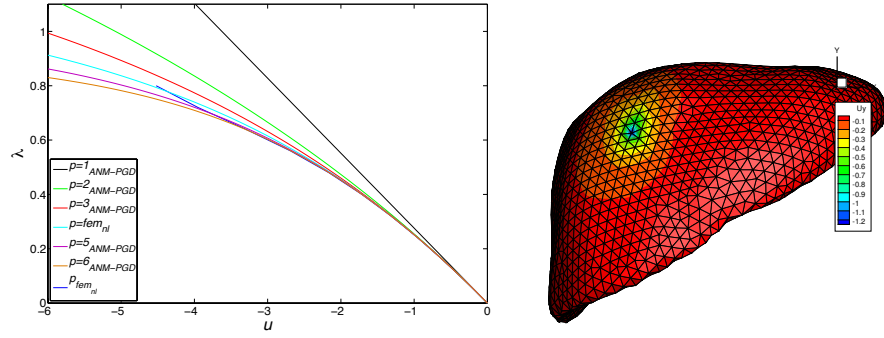 1
0.8
0.6
0.4
0.2
0
λ
p=1ANM−PGD
p=2ANM−PGD
p=3ANM−PGD
p=femnl
p=5ANM−PGD
p=6ANM−PGD
pfemnl
−6 −5 −4 −3 −2 −1 0
u
Y
Uy
-0.1
-0.2
-0.3
-0.4
-0.5
-0.6
-0.7
-0.8
-0.9
-1
-1.1
-1.2